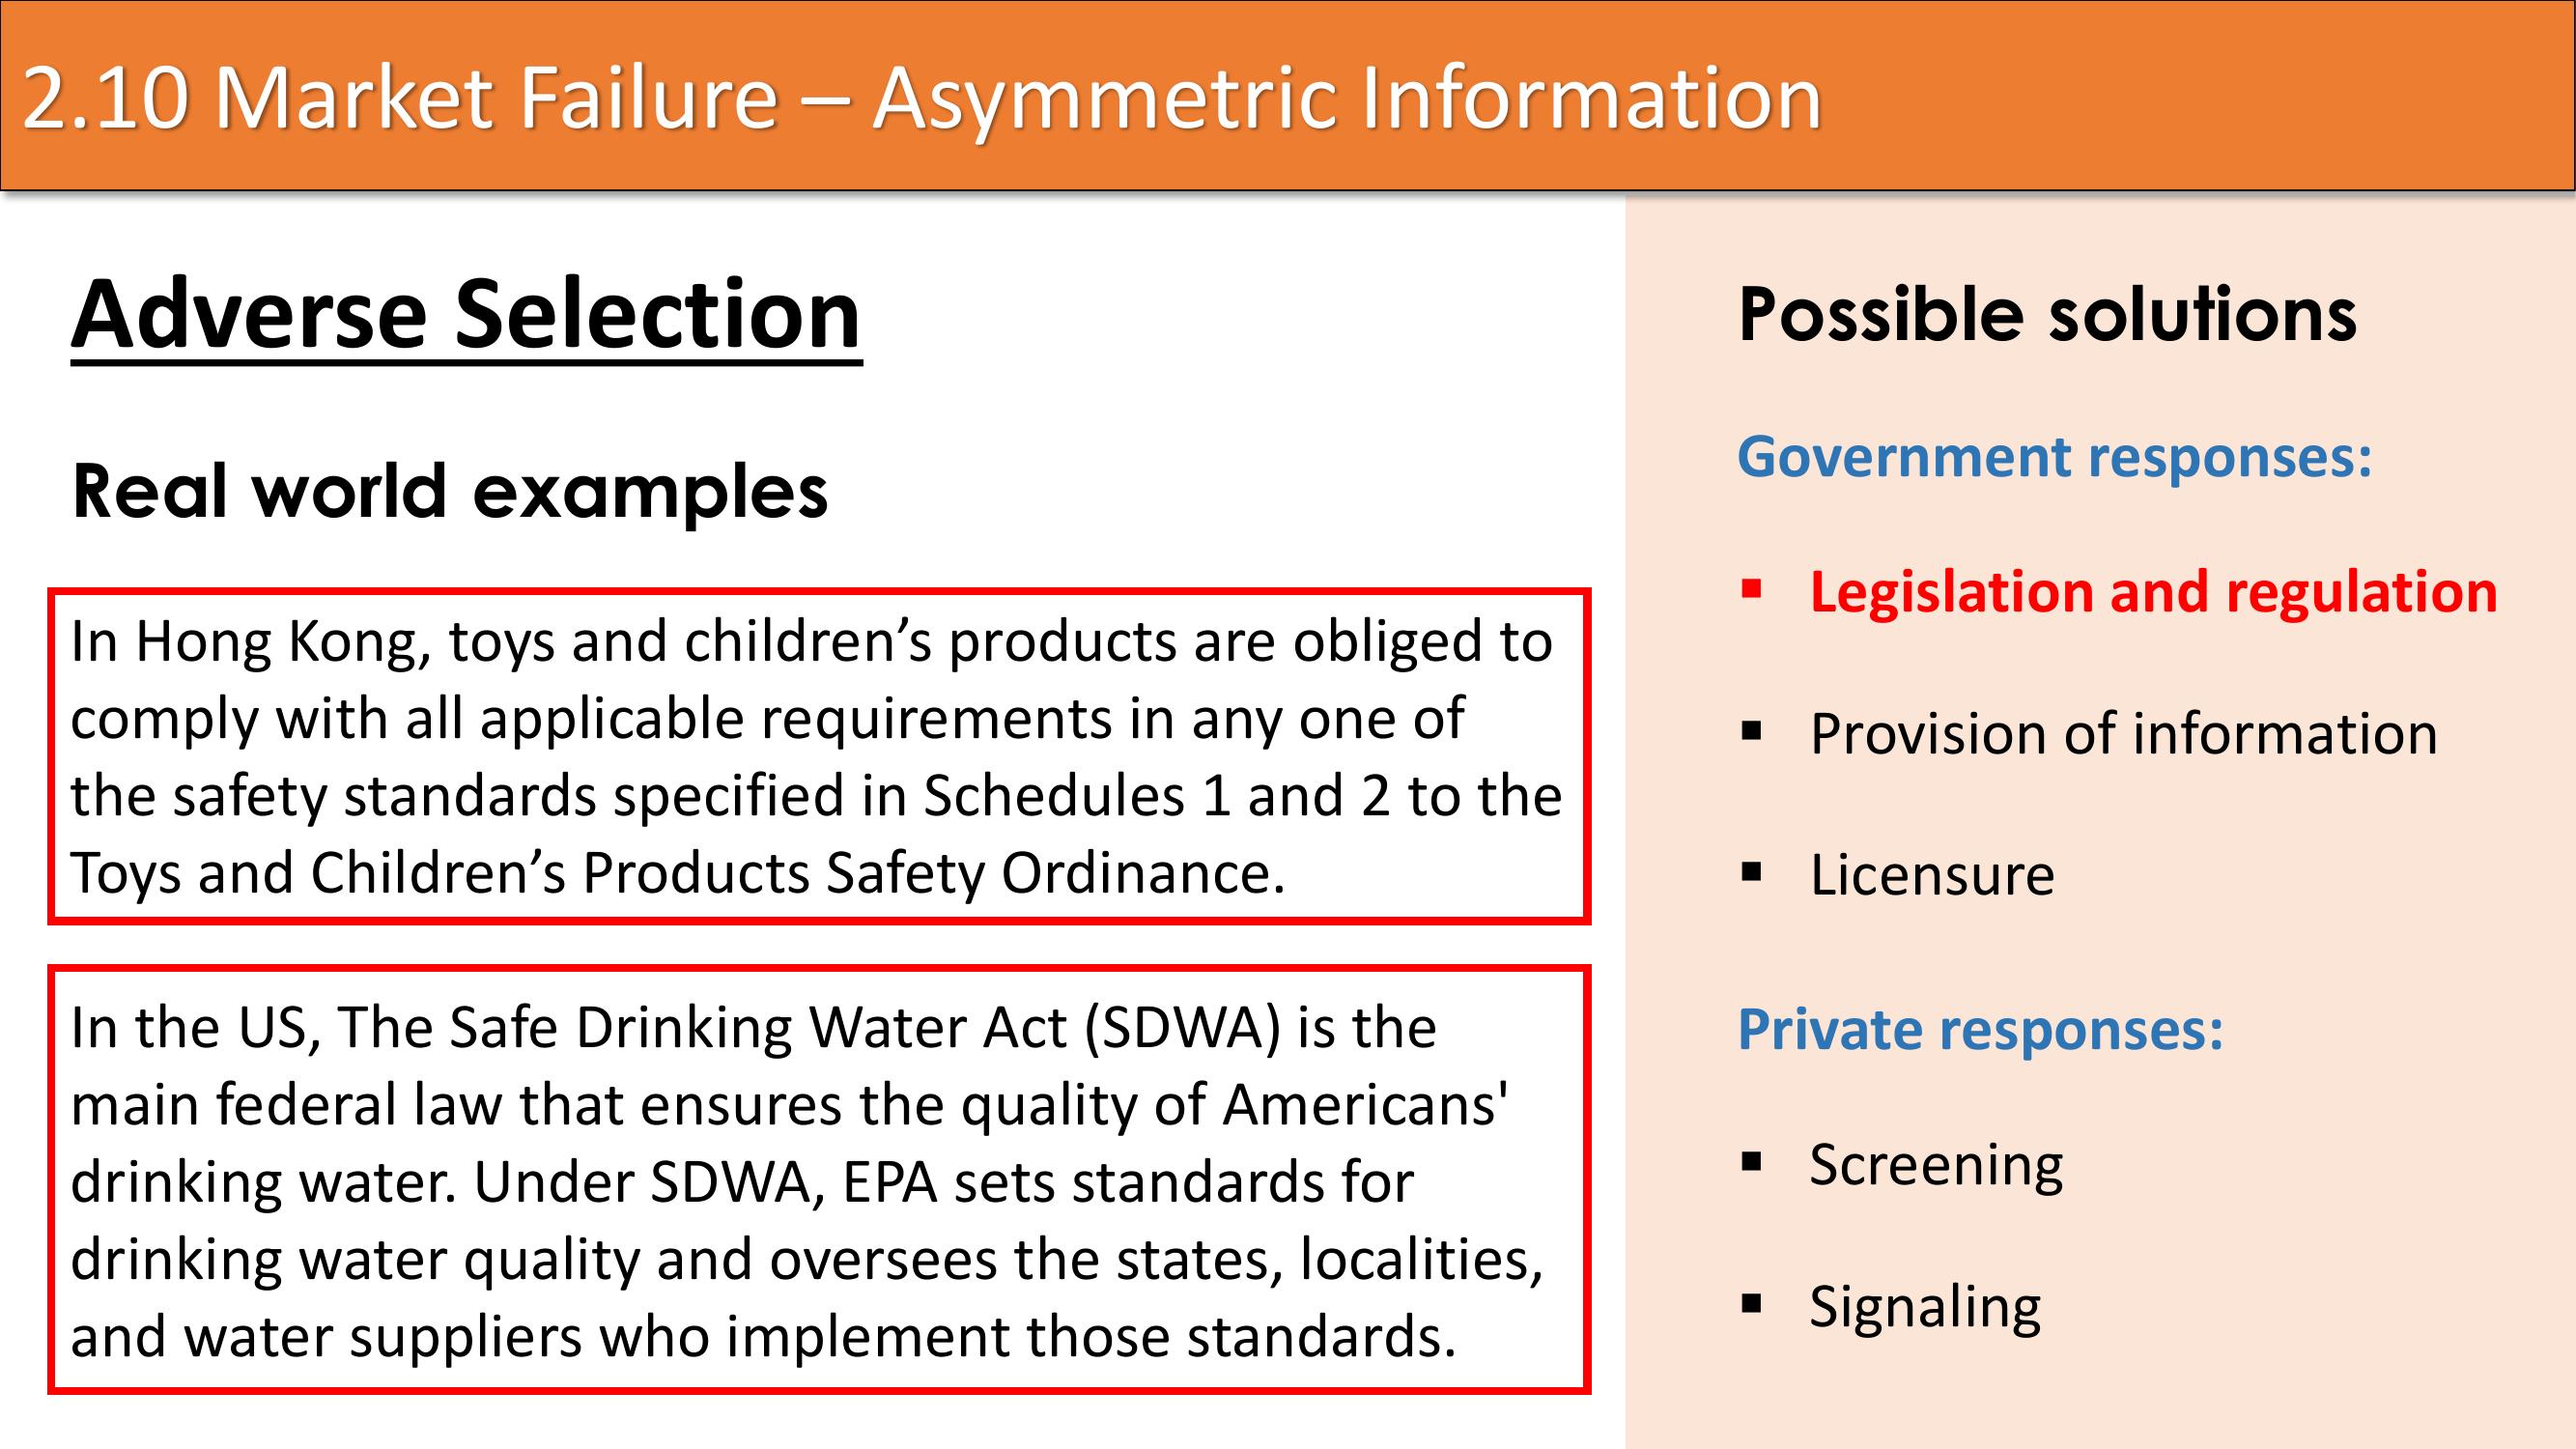 2.10 Market Failure – Asymmetric Information
Adverse Selection
Real world examples
In Hong Kong, toys and children’s products are obliged to
comply with all applicable requirements in any one of
the safety standards specified in Schedules 1 and 2 to the
Toys and Children’s Products Safety Ordinance.
In the US, The Safe Drinking Water Act (SDWA) is the
main federal law that ensures the quality of Americans'
drinking water. Under SDWA, EPA sets standards for
drinking water quality and oversees the states, localities,
and water suppliers who implement those standards.
Possible solutions
Government responses:
▪ Legislation and regulation
▪ Provision of information
▪ Licensure
Private responses:
▪ Screening
▪ Signaling